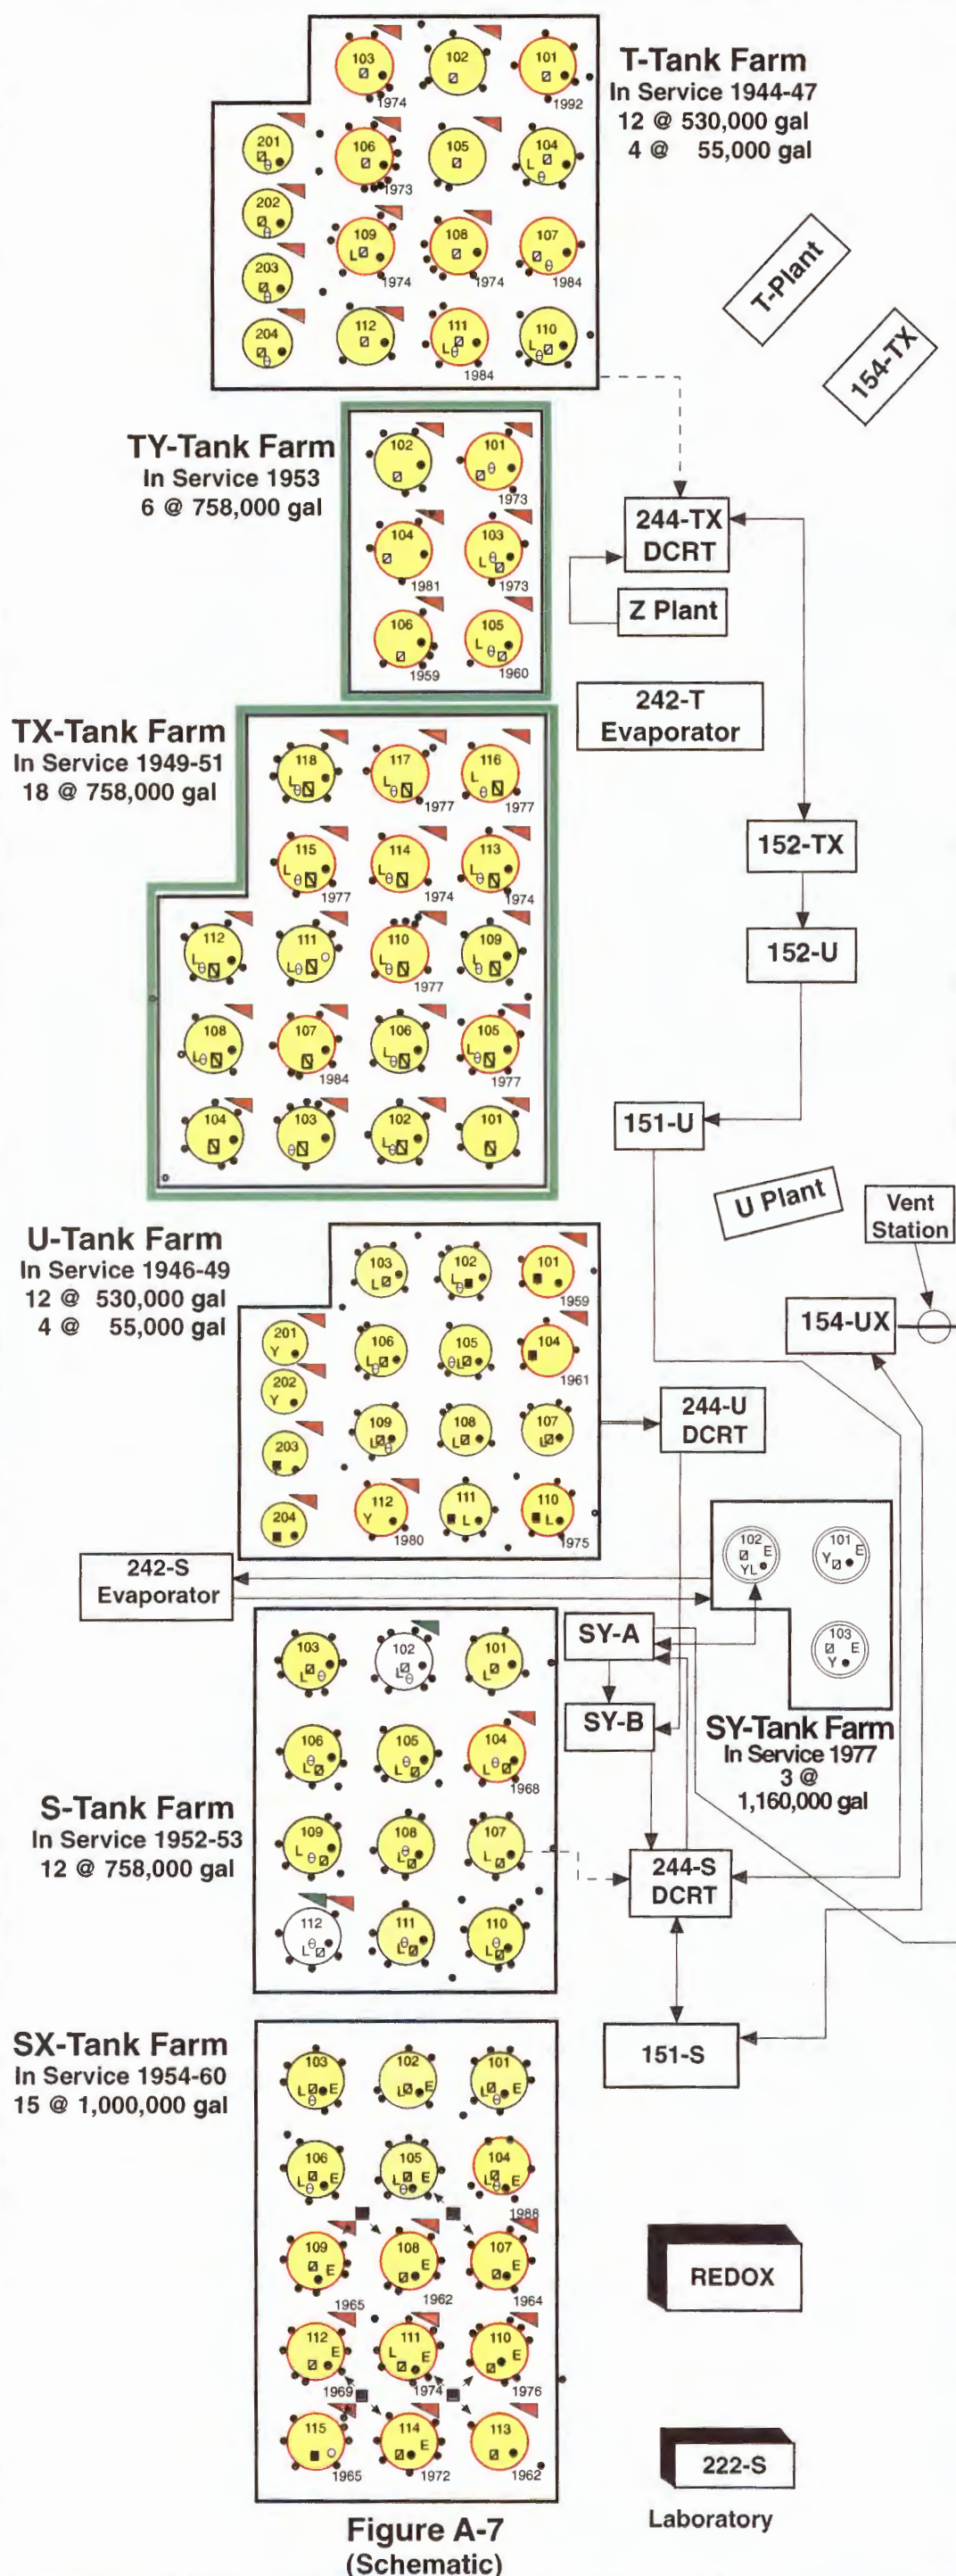 T-Tank Farm
In Service 1944-47
12 @ 530,000 gal
4 @ 55,000 gal
103
102
101
1974
1992
201
106
105
104
L
1973
202
109
108
107
L
1974
1974
1984
203
204
112
111
110
L
L
1984
T-Plant
154-TX
TY-Tank Farm
In Service 1953
6 @ 758,000 gal
102
101
1973
104
103
L
1981
1973
106
105
L
1959
1960
244-TX
DCRT
Z Plant
242-T
Evaporator
TX-Tank Farm
In Service 1949-51
18 @ 758,000 gal
118
117
116
L
L
L
1977
1977
115
114
113
L
L
L
1977
1974
1974
112
111
110
109
L
L
L
1977
108
107
106
105
L
L
L
1984
1977
104
103
102
101
L
152-TX
152-U
151-U
U Plant
Vent
Station
154-UX
U-Tank Farm
In Service 1946-49
12 @ 530,000 gal
4 @ 55,000 gal
103
102
101
L
L
1959
201
Y
106
105
104
L
L
1961
202
Y
109
108
107
L
L
L
203
112
111
110
Y
L
L
1980
1975
204
244-U
DCRT
242-S
Evaporator
102
E
YL
101
E
Y
103
E
Y
SY-Tank Farm
In Service 1977
3 @
1,160,000 gal
SY-A
SY-B
S-Tank Farm
In Service 1952-53
12 @ 758,000 gal
103
102
101
L
L
L
106
105
104
L
L
L
1968
109
108
107
L
L
L
112
111
110
L
L
L
244-S
DCRT
151-S
SX-Tank Farm
In Service 1954-60
15 @ 1,000,000 gal
103
102
101
L E
L E
L E
106
105
104
L E
L E
L E
1988
109
108
107
E
E
E
1965
1962
1964
112
111
110
E
L E
E
1969
1974
1976
115
114
113
E
1965
1972
1962
REDOX
222-S
Laboratory
Figure A-7
(Schematic)